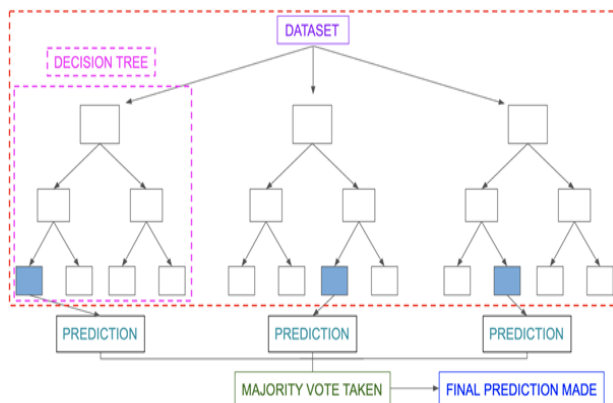 DATASET
DECISION TREE
PREDICTION
PREDICTION
PREDICTION
MAJORITY VOTE TAKEN
FINAL PREDICTION MADE